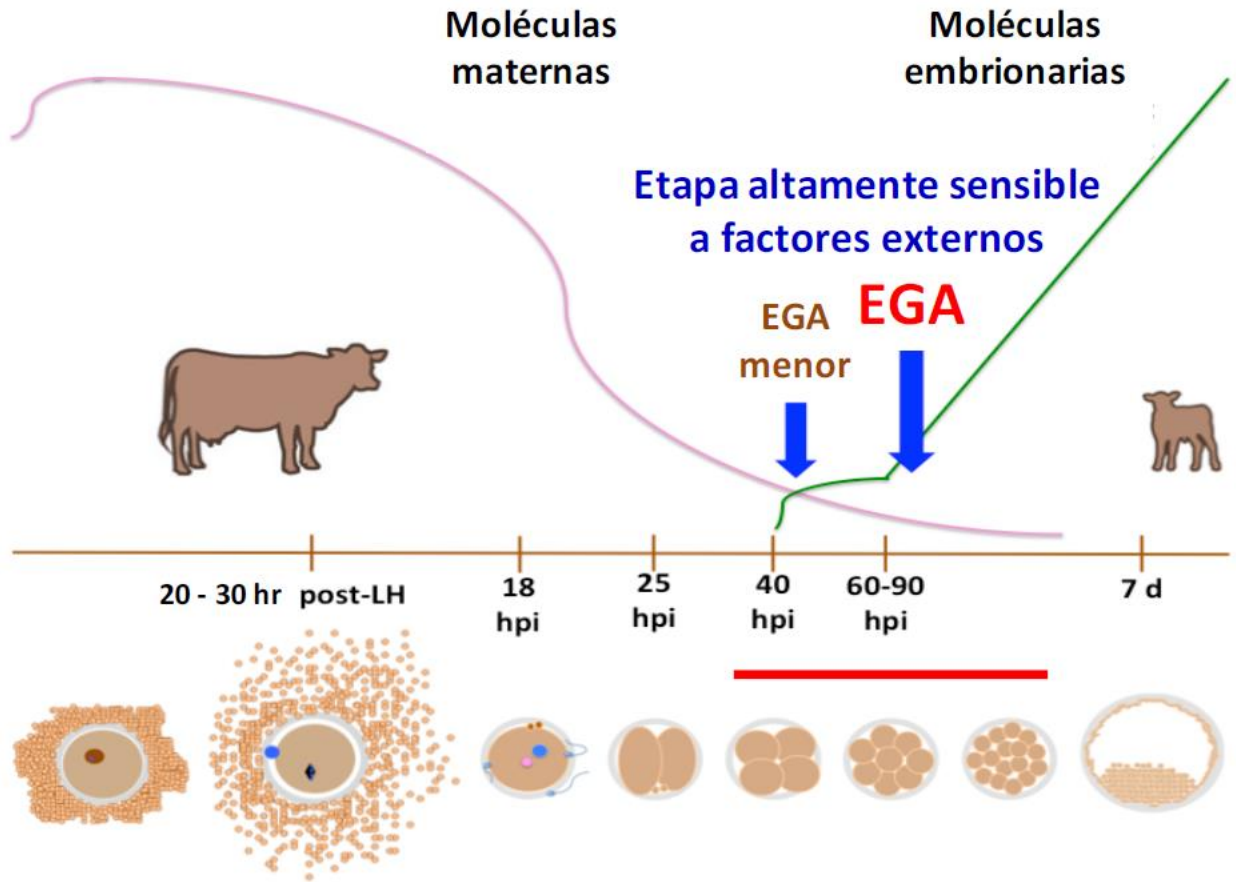 Moléculas
maternas
Moléculas
embrionarias
Etapa altamente sensible
a factores externos
EGA
menor
EGA
20 - 30 hr post-LH
18
hpi
25
hpi
40
hpi
60-90
hpi
7 d